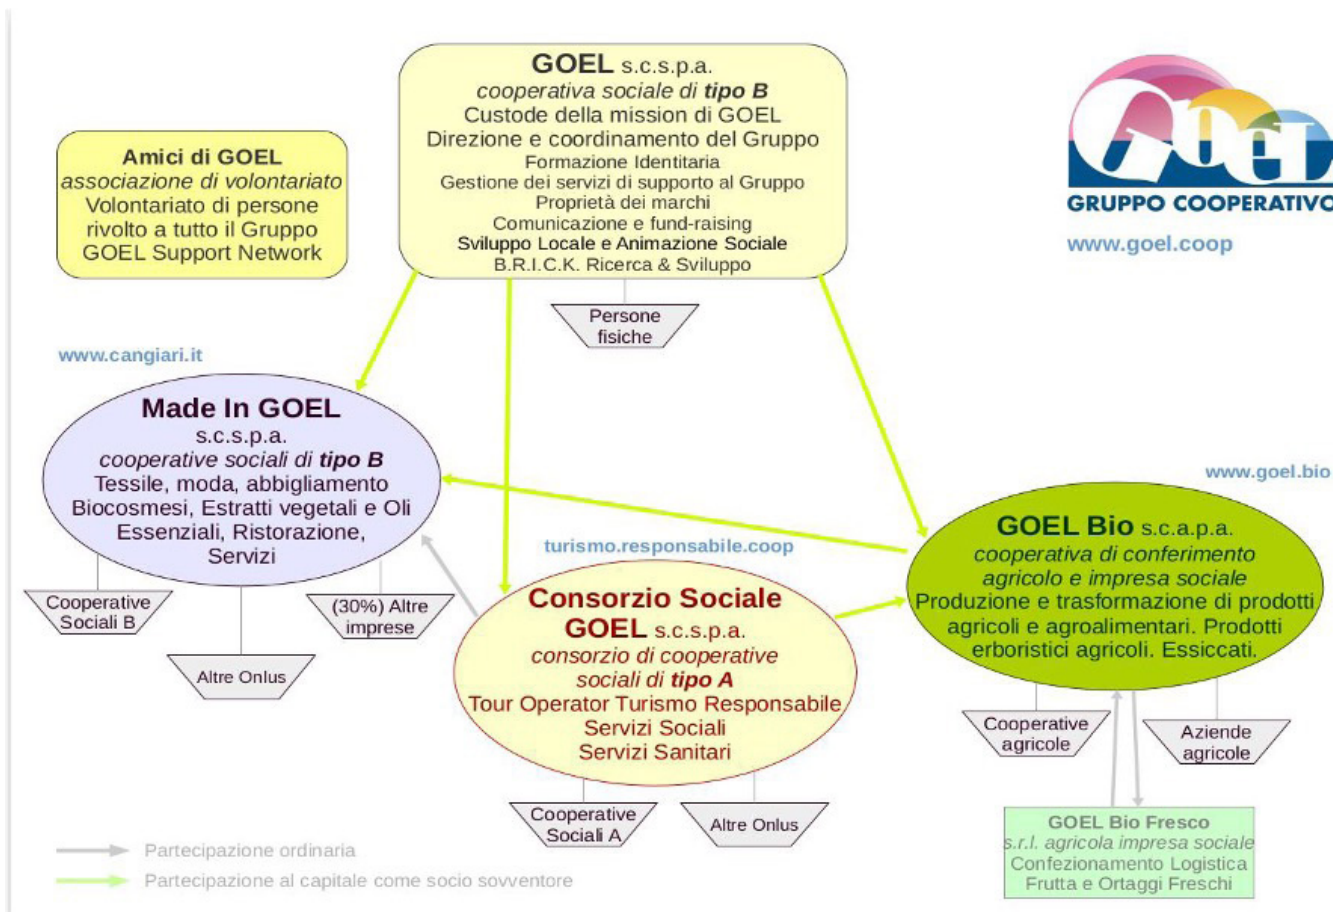 GOEL s.c.s.p.a.
cooperativa sociale di tipo B
Custode della mission di GOEL
Direzione e coordinamento del Gruppo
Formazione Identitaria
Gestione dei servizi di supporto al Gruppo
Proprietà dei marchi
Comunicazione e fund-raising
Sviluppo Locale e Animazione Sociale
B.R.I.C.K. Ricerca & Sviluppo
Persone
fisiche
Amici di GOEL
associazione di volontariato
Volontariato di persone
rivolto a tutto il Gruppo
GOEL Support Network
GOEL
GRUPPO COOPERATIVO
www.goel.coop
www.cangiari.it
Made In GOEL
s.c.s.p.a.
cooperative sociali di tipo B
Tessile, moda, abbigliamento
Biocosmesi, Estratti vegetali e Oli
Essenziali, Ristorazione,
Servizi
Cooperative
Sociali B
Altre Onlus
(30%) Altre
imprese
turismo.responsabile.coop
Consorzio Sociale
GOEL s.c.s.p.a.
consorzio di cooperative
sociali di tipo A
Tour Operator Turismo Responsabile
Servizi Sociali
Servizi Sanitari
Cooperative
Sociali A
Altre Onlus
www.goel.bio
GOEL Bio s.c.a.p.a.
cooperativa di conferimento
agricolo e impresa sociale
Produzione e trasformazione di prodotti
agricoli e agroalimentari. Prodotti
erboristici agricoli. Essiccati.
Cooperative
agricole
Aziende
agricole
GOEL Bio Fresco
s.r.l. agricola impresa sociale
Confezionamento Logistica
Frutta e Ortaggi Freschi
Partecipazione ordinaria
Partecipazione al capitale come socio sovventore